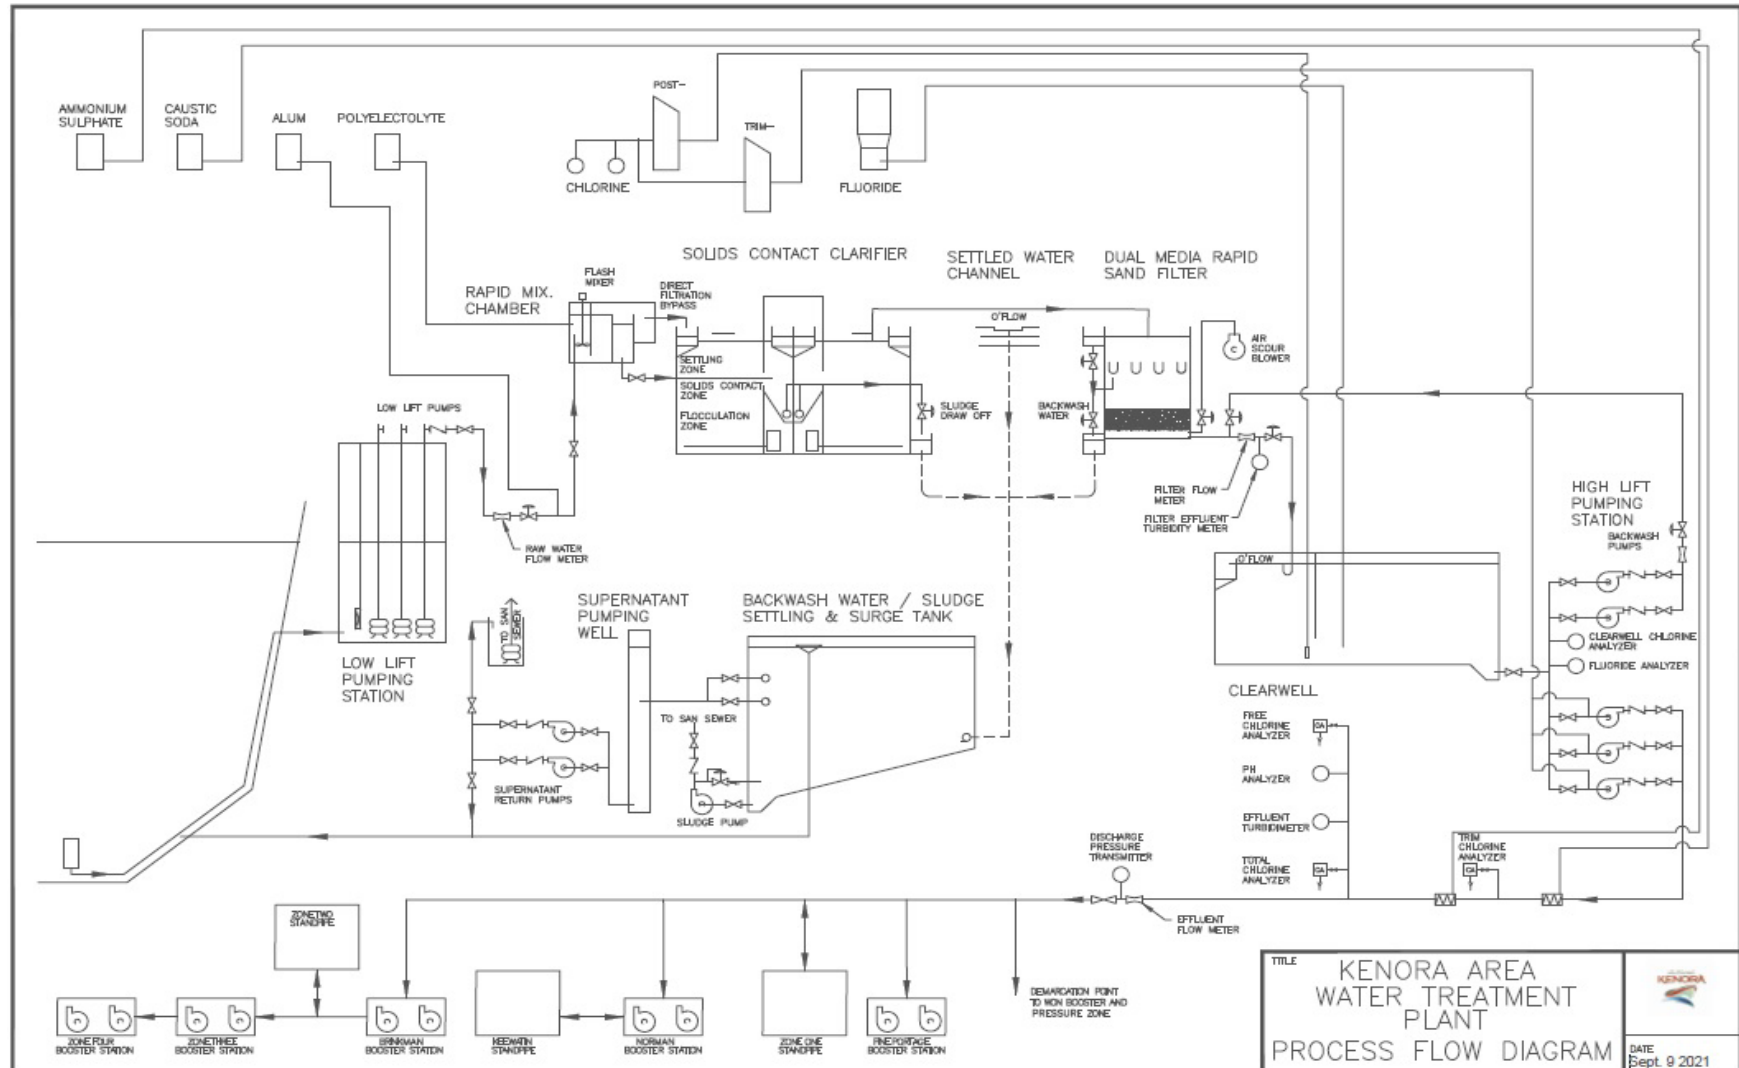 AMMONIUM
SULPHATE
CAUSTIC
SODA
ALUM
POLYELECTOLYTE
POST-
TRIM-
CHLORINE
FLUORIDE
SOLIDS CONTACT CLARIFIER
SETTLED WATER
CHANNEL
DUAL MEDIA RAPID
SAND FILTER
RAPID MIX.
CHAMBER
FLASH
MIXER
DIRECT
FILTRATION
BYPASS
O'FLOW
AIR
SCOUR
BLOWER
C
SETTLING
ZONE
SOLIDS CONTACT
ZONE
FLOCCULATION
ZONE
SLUDGE
DRAW OFF
BACKWASH
WATER
LOW LIFT PUMPS
RAW WATER
FLOW METER
FILTER FLOW
METER
FILTER EFFLUENT
TURBIDITY METER
HIGH LIFT
PUMPING
STATION
BACKWASH
PUMPS
O'FLOW
CLEARWELL CHLORINE
ANALYZER
FLUORIDE ANALYZER
CLEARWELL
LOW LIFT
PUMPING
STATION
TO SAN
SEWER
SUPERNATANT
PUMPING
WELL
BACKWASH WATER / SLUDGE
SETTLING & SURGE TANK
TO SAN SEWER
SUPERNATANT
RETURN PUMPS
SLUDGE PUMP
FREE
CHLORINE
ANALYZER
CA
PH
ANALYZER
EFFLUENT
TURBIDIMETER
TOTAL
CHLORINE
ANALYZER
CA
TRIM
CHLORINE
ANALYZER
CA
DISCHARGE
PRESSURE
TRANSMITTER
EFFLUENT
FLOW METER
ZONE TWO
STANDPIPE
ZONE FOUR
BOOSTER STATION
ZONE THREE
BOOSTER STATION
BRINKMAN
BOOSTER STATION
KEEWATIN
STANDPIPE
NORMAN
BOOSTER STATION
ZONE ONE
STANDPIPE
PINE PORTAGE
BOOSTER STATION
DEMARCATION POINT
TO WON BOOSTER AND
PRESSURE ZONE
TITLE
KENORA AREA
WATER TREATMENT
PLANT
PROCESS FLOW DIAGRAM
KENORA
DATE
Sept. 9 2021